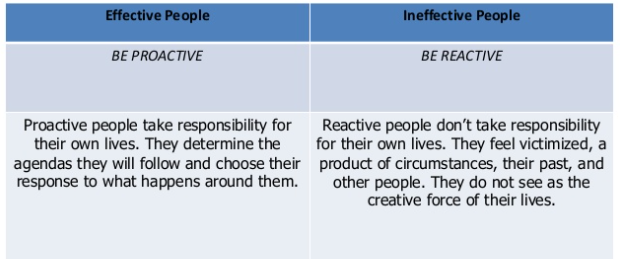 Effective People
Ineffective People
BE PROACTIVE
BE REACTIVE
Proactive people take responsibility for
their own lives. They determine the
agendas they will follow and choose their
response to what happens around them.
Reactive people don’t take responsibility
for their own lives. They feel victimized, a
product of circumstances, their past, and
other people. They do not see as the
creative force of their lives.